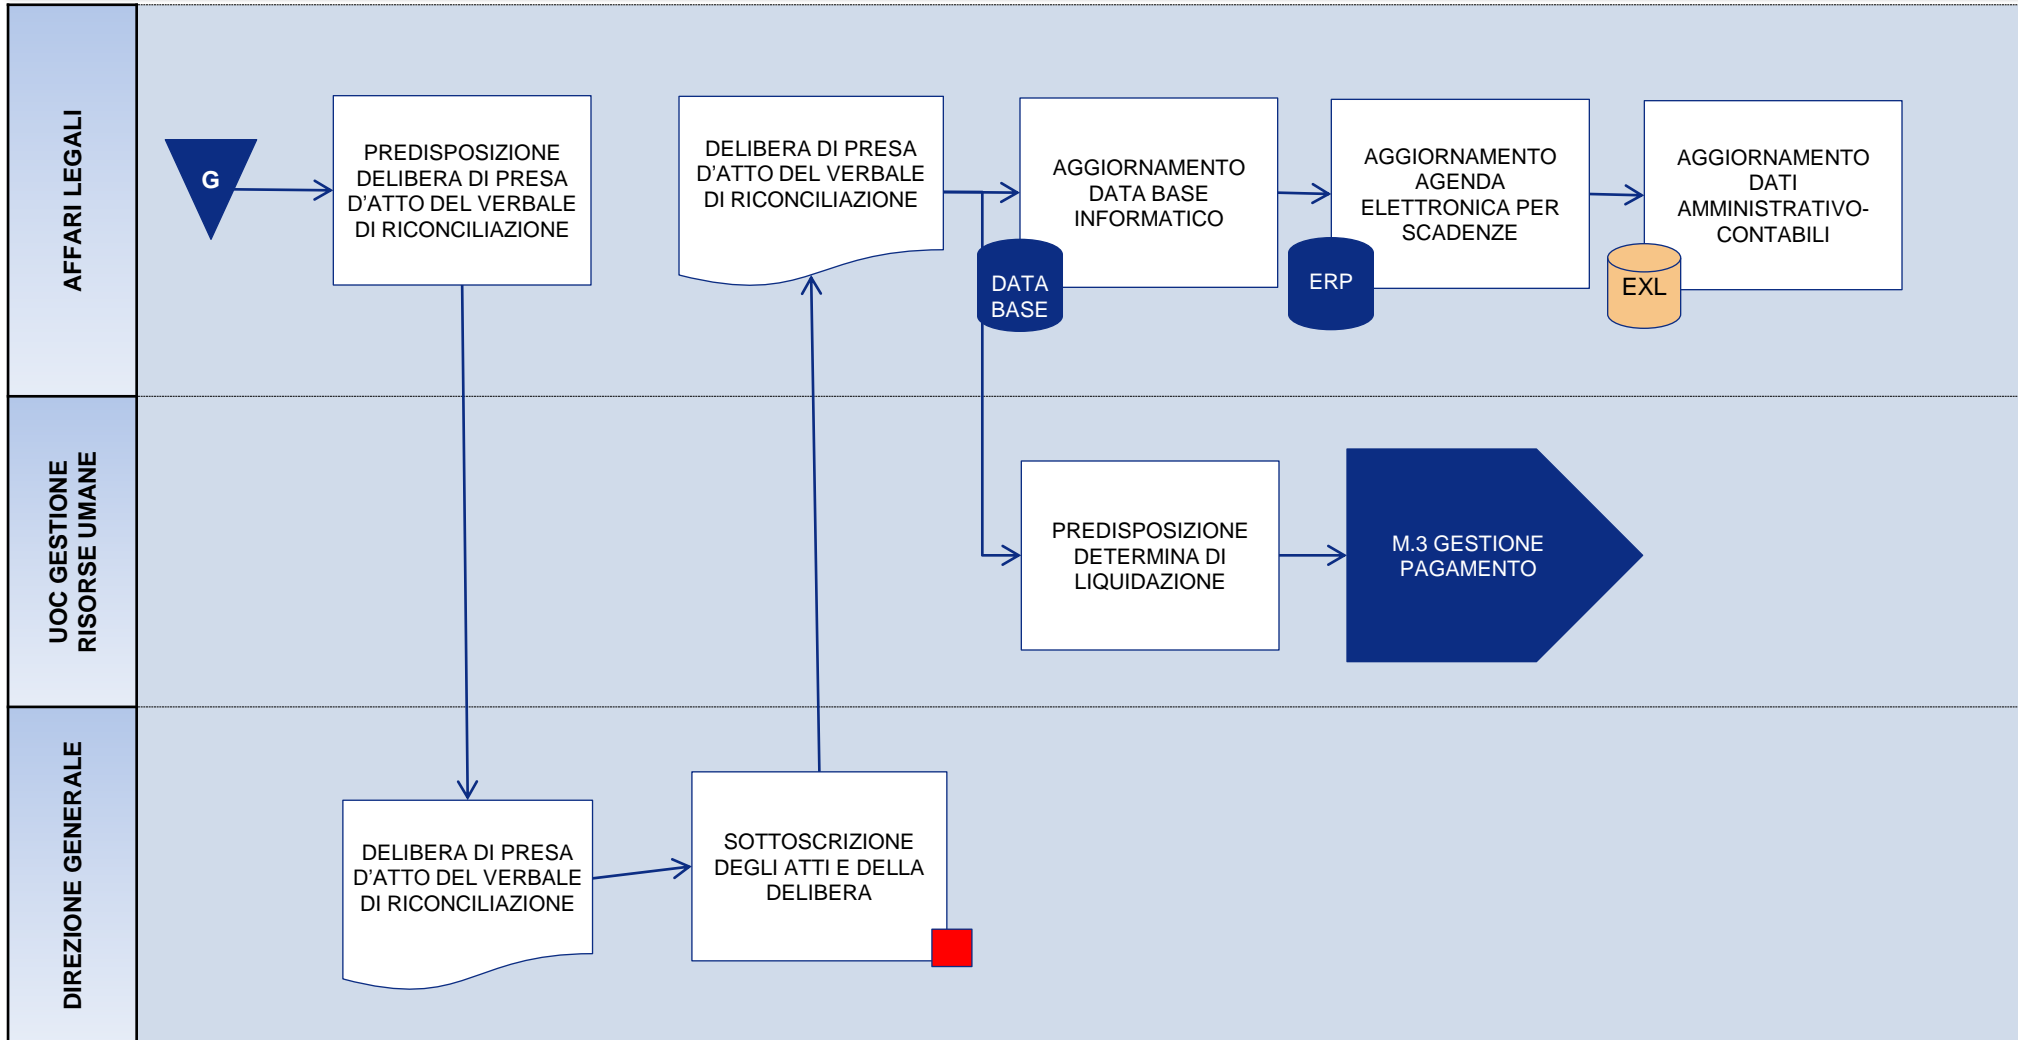 AFFARI LEGALI
G
PREDISPOSIZIONE
DELIBERA DI PRESA
D'ATTO DEL VERBALE
DI RICONCILIAZIONE
DELIBERA DI PRESA
D'ATTO DEL VERBALE
DI RICONCILIAZIONE
AGGIORNAMENTO
DATA BASE
INFORMATICO
DATA
BASE
AGGIORNAMENTO
AGENDA
ELETTRONICA PER
SCADENZE
ERP
AGGIORNAMENTO
DATI
AMMINISTRATIVO-
CONTABILI
EXL
UOC GESTIONE
RISORSE UMANE
PREDISPOSIZIONE
DETERMINA DI
LIQUIDAZIONE
M.3 GESTIONE
PAGAMENTO
DIREZIONE GENERALE
DELIBERA DI PRESA
D'ATTO DEL VERBALE
DI RICONCILIAZIONE
SOTTOSCRIZIONE
DEGLI ATTI E DELLA
DELIBERA